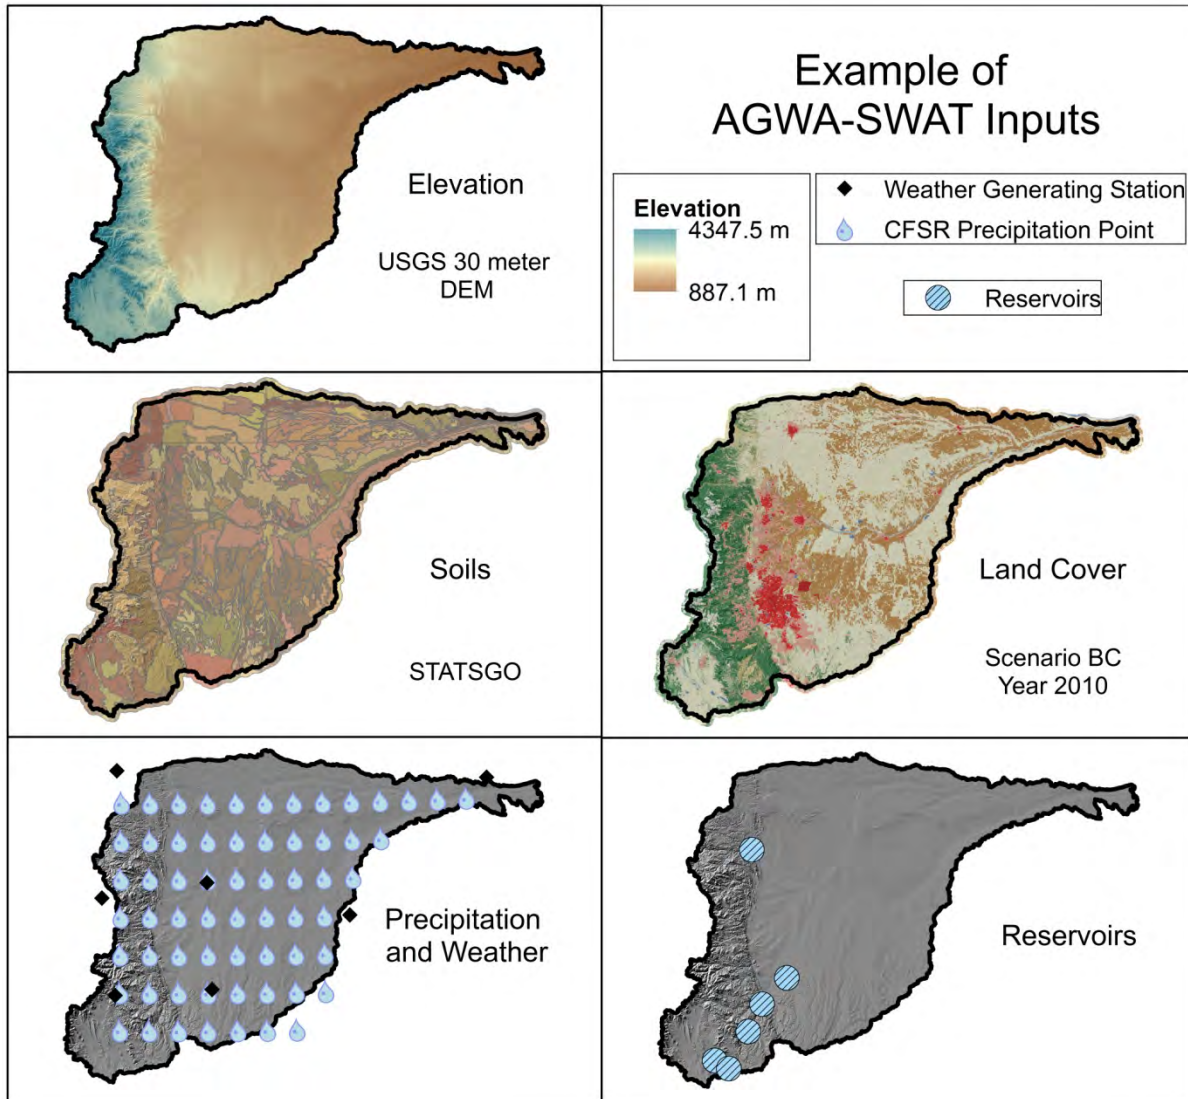 Elevation
USGS 30 meter
DEM
Example of
AGWA-SWAT Inputs
Elevation
4347.5 m
887.1 m
Weather Generating Station
CFSR Precipitation Point
Reservoirs
Soils
STATSGO
Land Cover
Scenario BC
Year 2010
Precipitation
and Weather
Reservoirs